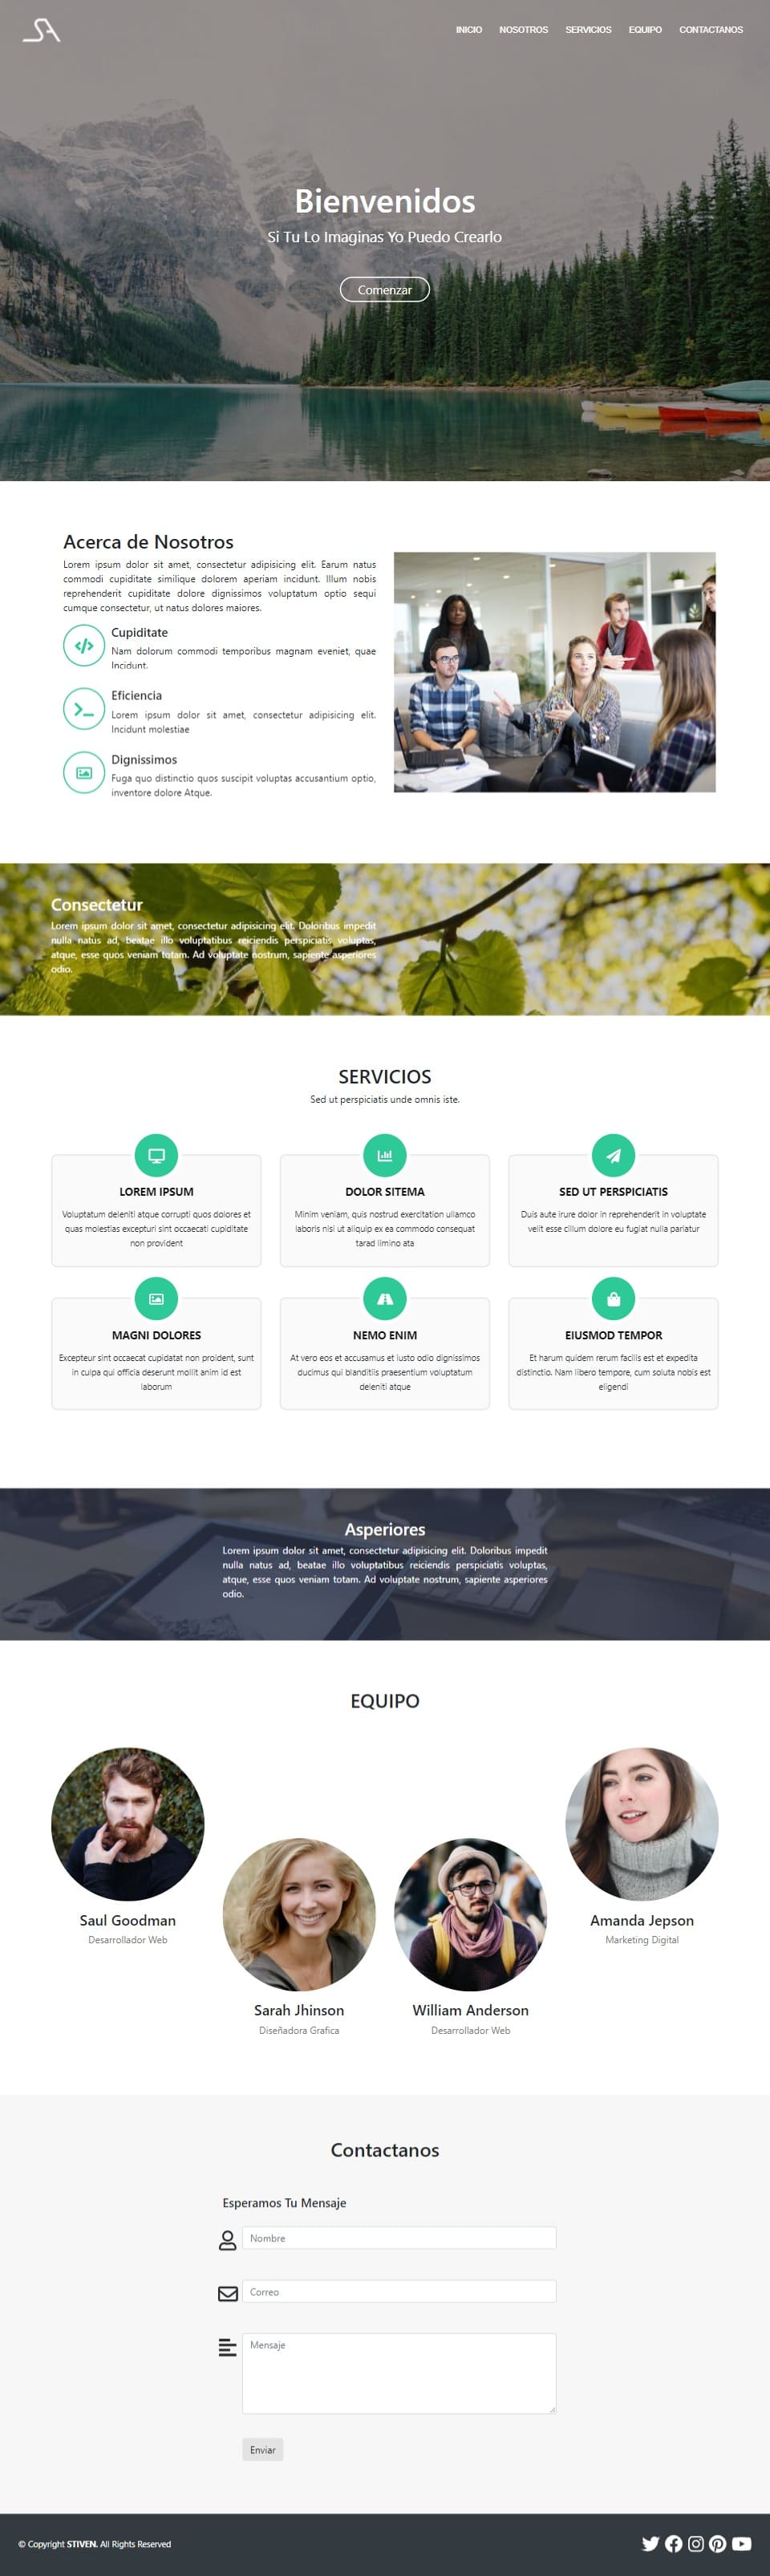 SA
INICIO NOSOTROS SERVICIOS EQUIPO CONTACTANOS
Bienvenidos
Si Tu Lo Imaginas Yo Puedo Crearlo
Comenzar
Acerca de Nosotros
Lorem ipsum dolor sit amet, consectetur adipisicing elit. Earum natus
commodi cupiditate similique dolorem aperiam incidunt. Illum nobis
reprehenderit cupiditate dolore dignissimos voluptatum optio sequi
cumque consectetur, ut natus dolores maiores.
Cupiditate
Nam dolorum commodi temporibus magnam eveniet, quae
Incidunt.
Eficiencia
Lorem ipsum dolor sit amet, consectetur adipisicing elit.
Incidunt molestiae
Dignissimos
Fuga quo distinctio quos suscipit voluptas accusantium optio,
inventore dolore Atque.
Consectetur
Lorem ipsum dolor sit amet, consectetur adipisicing elit. Doloribus impedit
nulla natus ad, beatae illo voluptatibus reiciendis perspiciatis voluptas,
atque, esse quos veniam totam. Ad voluptate nostrum, sapiente asperiores
odio.
SERVICIOS
Sed ut perspiciatis unde omnis iste.
LOREM IPSUM
Voluptatum deleniti atque corrupti quos dolores et
quas molestias excepturi sint occaecati cupiditate
non provident
DOLOR SITEMA
Minim veniam, quis nostrud exercitation ullamco
laboris nisi ut aliquip ex ea commodo consequat
tarad limino ata
SED UT PERSPICIATIS
Duis aute irure dolor in reprehenderit in voluptate
velit esse cillum dolore eu fugiat nulla pariatur
MAGNI DOLORES
Excepteur sint occaecat cupidatat non proident, sunt
in culpa qui officia deserunt mollit anim id est
laborum
NEMO ENIM
At vero eos et accusamus et iusto odio dignissimos
ducimus qui blanditiis praesentium voluptatum
deleniti atque
EIUSMOD TEMPOR
Et harum quidem rerum facilis est et expedita
distinctio. Nam libero tempore, cum soluta nobis est
eligendi
Asperiores
Lorem ipsum dolor sit amet, consectetur adipisicing elit. Doloribus impedit
nulla natus ad, beatae illo voluptatibus reiciendis perspiciatis voluptas,
atque, esse quos veniam totam. Ad voluptate nostrum, sapiente asperiores
odio.
EQUIPO
Saul Goodman
Desarrollador Web
Amanda Jepson
Marketing Digital
Sarah Jhinson
Diseñadora Grafica
William Anderson
Desarrollador Web
Contactanos
Esperamos Tu Mensaje
Nombre
Correo
Mensaje
Enviar
© Copyright STIVEN. All Rights Reserved